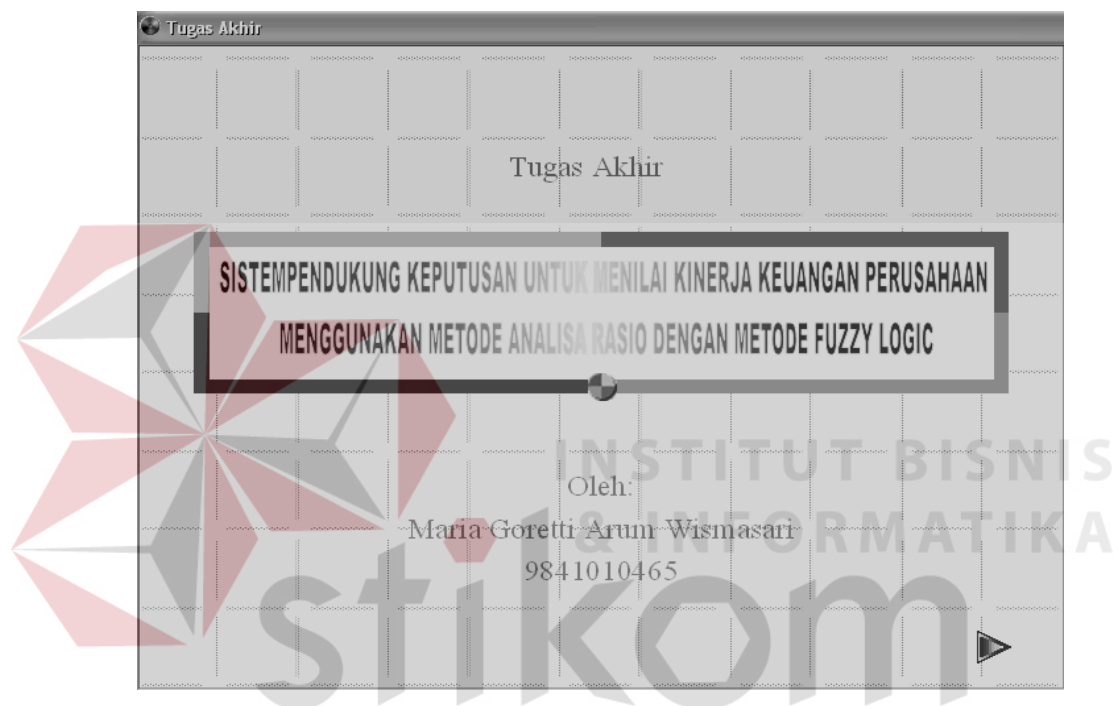 Tugas Akhir
Tugas Akhir
SISTEMPENDUKUNG KEPUTUSAN UNTUK MENILAI KINERJA KEUANGAN PERUSAHAAN
MENGGUNAKAN METODE ANALISA RASIO DENGAN METODE FUZZY LOGIC
INSTITUT BISNIS
Oleh:
& INFORMATIKA
Maria Goretti Arum Wismasari
9841010465
stikom